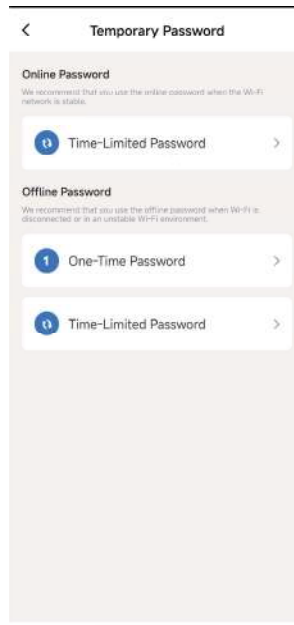 Temporary Password
Online Password
We recommend that you use the online password when the Wi-Fi
network is stable.
Time-Limited Password
Offline Password
We recommend that you use the offline password when Wi-Fi is
disconnected or in an unstable Wi-Fi environment.
1 One-Time Password
Time-Limited Password